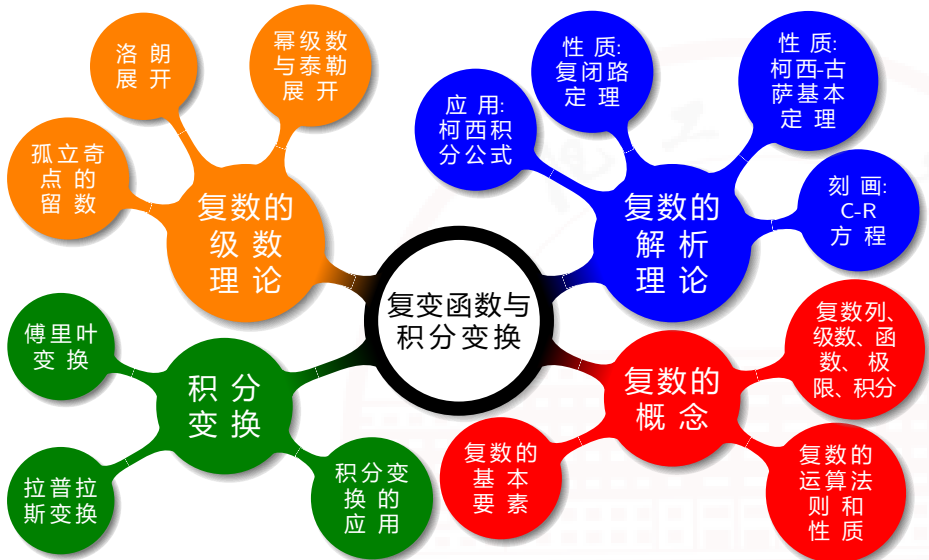 洛朗
展开
幂级数
与泰勒
展开
孤立奇
点的
留数
复数的
级数
理论
性质:
复闭路
定理
性质:
柯西-古
萨基本
定理
应用:
柯西积
分公式
刻画:
C-R
方程
复数的
解析
理论
复变函数与
积分变换
傅里叶
变换
积分
变换
拉普拉
斯变换
积分变
换的
应用
复数的
概念
复数列、
级数、函
数、极
限、积分
复数的
基本
要素
复数的
运算法
则和
性质